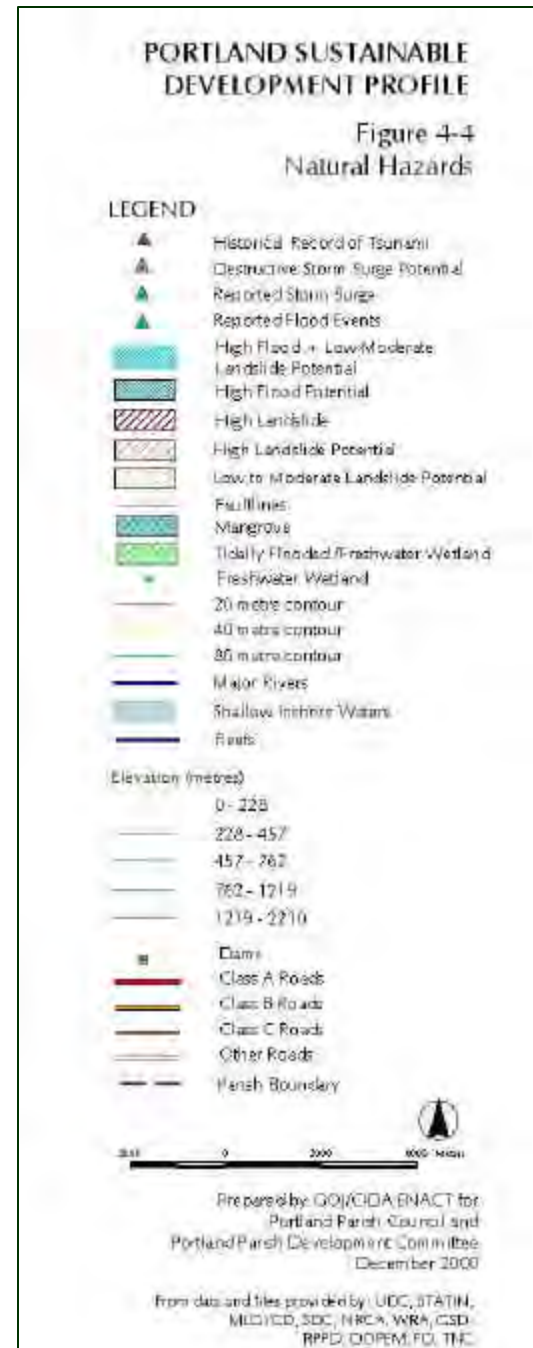 PORTLAND SUSTAINABLE
DEVELOPMENT PROFILE
Figure 4-4
Natural Hazards
LEGEND
Historical Record of Tsunami
Destructive Storm Surge Potential
Reported Storm Surge
Reported Flood Events
High Flood + Low-Moderate
Landslide Potential
High Flood Potential
High Landslide
High Landslide Potential
Low to Moderate Landslide Potential
Faultlines
Mangrove
Tidally Flooded/Freshwater Wetland
Freshwater Wetland
20 metre contour
40 metre contour
80 metre contour
Major Rivers
Shallow Inshore Waters
Reefs
Elevation (metres)
0 - 228
228 - 457
457 - 762
762 - 1219
1219 - 2210
Dams
Class A Roads
Class B Roads
Class C Roads
Other Roads
Parish Boundary
0 2000 Meters
Prepared by: GOJ/CIDA ENACT for
Portland Parish Council and
Portland Parish Development Committee
December 2000
From data and files provided by: UDC, STATIN,
SDC, NRCA, WRA, GSD,
RPPD, ODPEM, FD, TNC